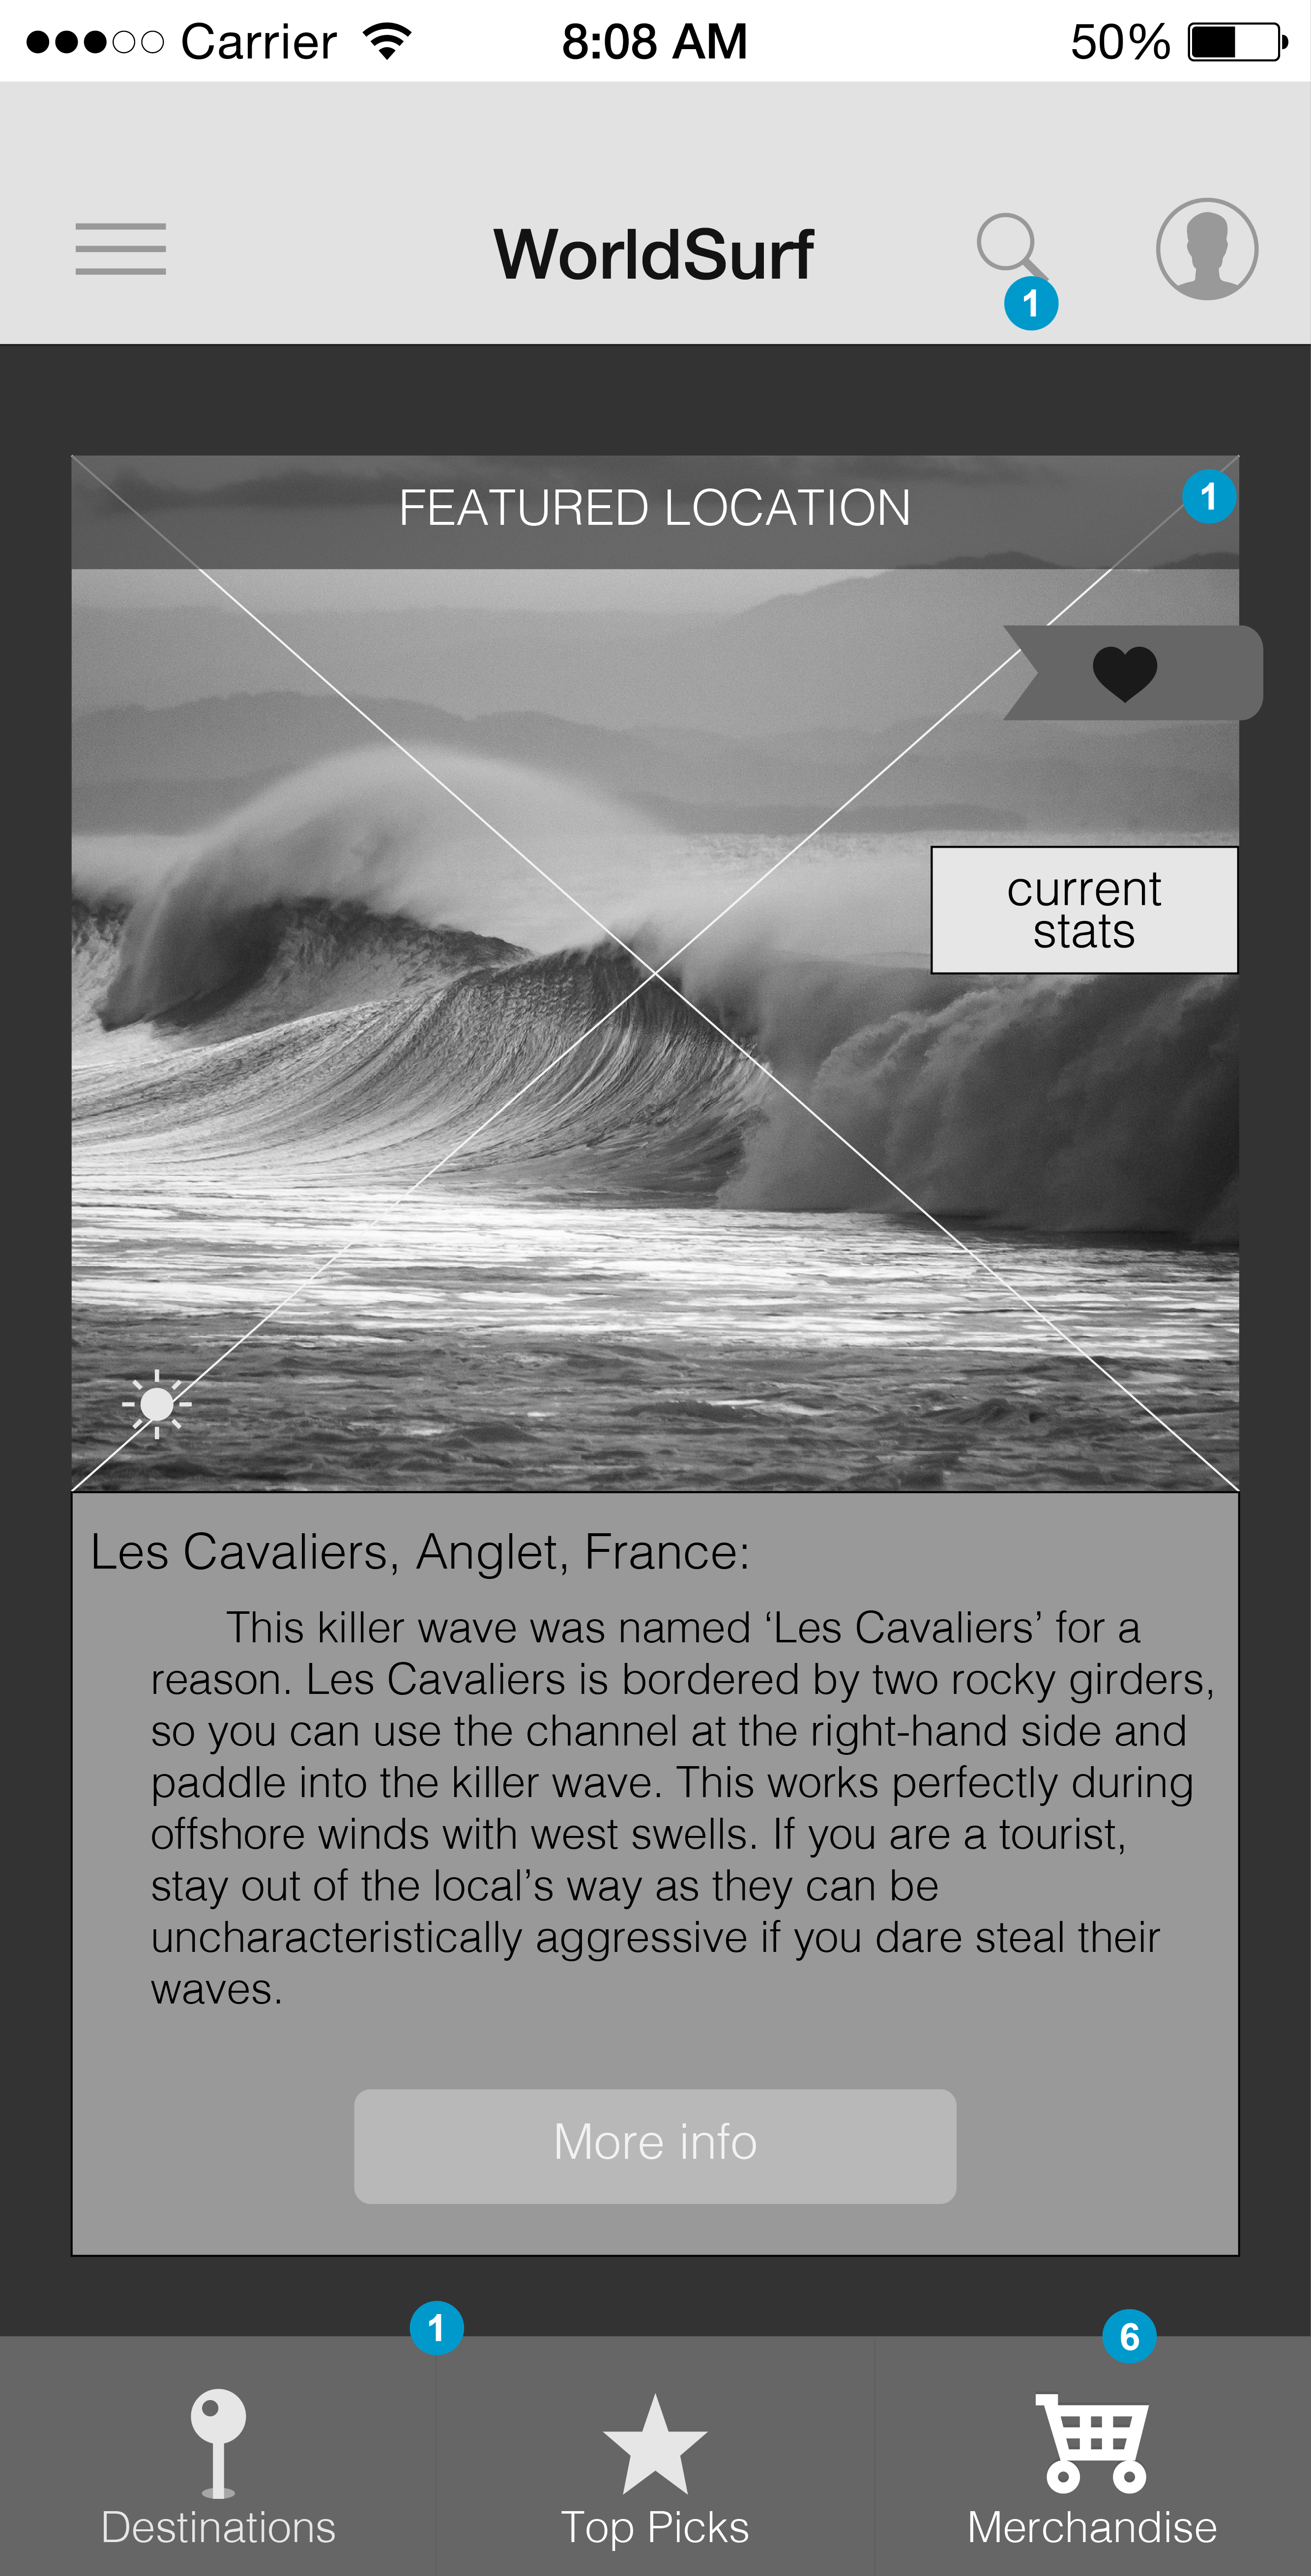 Carrier 8:08 AM 50%
WorldSurf
1
FEATURED LOCATION
1
current
stats
Les Cavaliers, Anglet, France:
This killer wave was named ‘Les Cavaliers’ for a
reason. Les Cavaliers is bordered by two rocky girders,
so you can use the channel at the right-hand side and
paddle into the killer wave. This works perfectly during
offshore winds with west swells. If you are a tourist,
stay out of the local’s way as they can be
uncharacteristically aggressive if you dare steal their
waves.
More info
1
6
Destinations
Top Picks
Merchandise